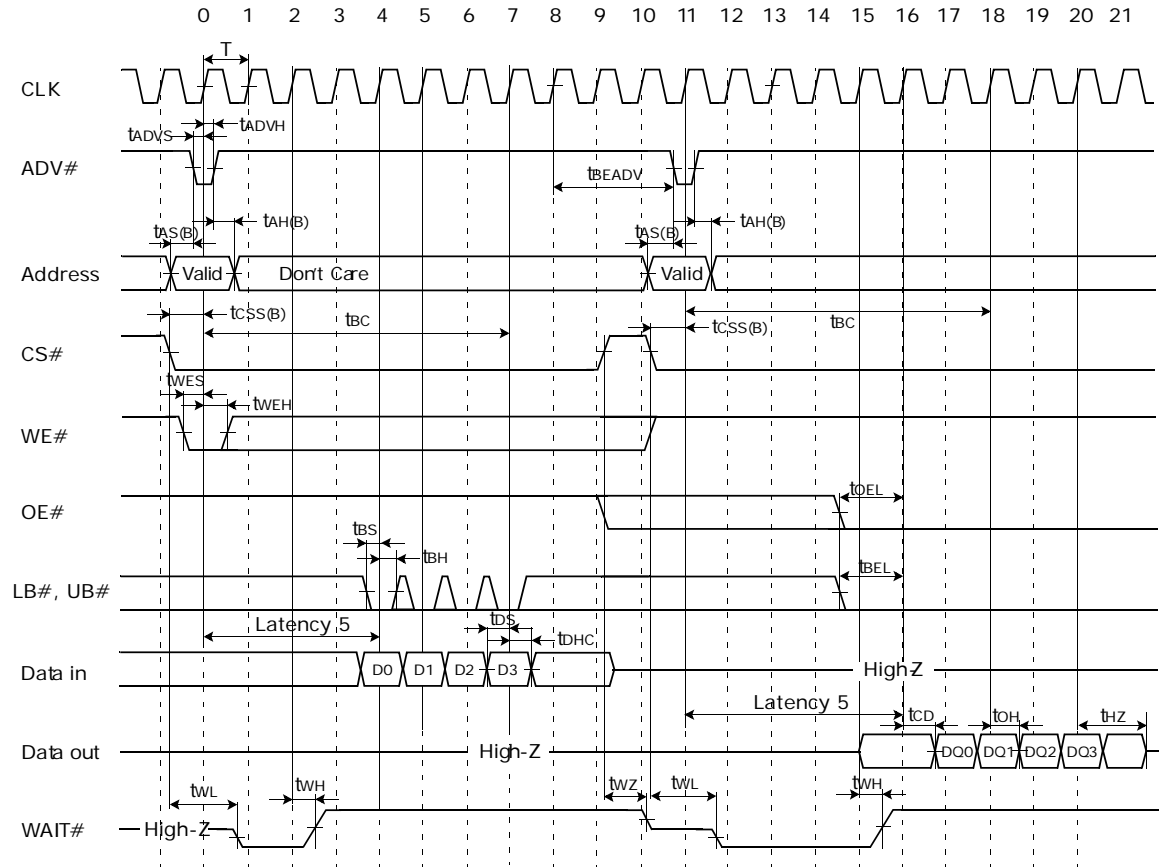 0 1 2 3 4 5 6 7 8 9 10 11 12 13 14 15 16 17 18 19 20 21
T
CLK
tADVH
tADVS
ADV#
tBEADV
tAH(B) tAH(B)
tAS(B) tAS(B)
Address Valid Don't Care Valid
tCSS(B) tBC tCSS(B) tBC
CS#
tWES
tWEH
WE#
tOEL
OE#
tBS
tBH
tBEL
LB#, UB#
Latency 5 tDS
tDHC
Data in D0 D1 D2 D3 High-Z
Latency 5 tCD tOH tHZ
Data out High-Z DQ0 DQ1 DQ2 DQ3
tWL tWH tWZ tWL tWH
WAIT# High-Z